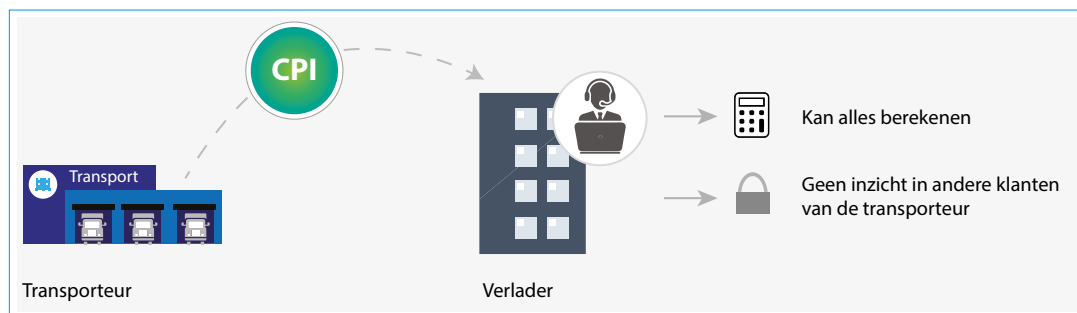 CPI
Transport
Kan alles berekenen
Geen inzicht in andere klanten
van de transporteur
Transporteur
Verlader